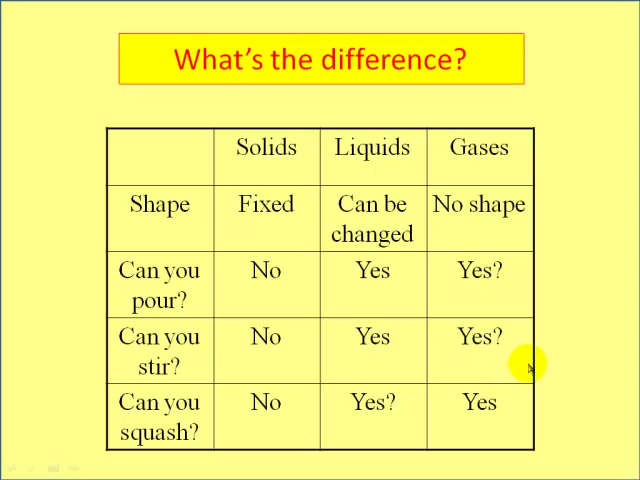 What’s the difference?
Solids Liquids Gases
Shape Fixed Can be No shape
changed
Can you No Yes Yes?
pour?
Can you No Yes Yes?
stir?
Can you No Yes? Yes
squash?